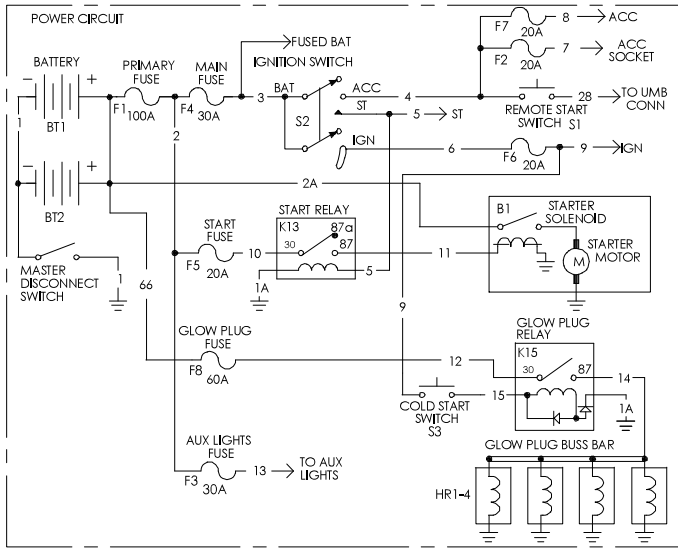 POWER CIRCUIT
F7 20A 8 ACC
FUSED BAT
BATTERY PRIMARY FUSE MAIN FUSE IGNITION SWITCH
F2 20A 7 ACC SOCKET
- + BAT ACC
F1 100A F4 30A 3 4 28 TO UMB CONN
1 BT1 2 S2 ST 5 ST
REMOTE START SWITCH S1
IGN 6 F6 20A 9 IGN
- + 2A
BT2
START FUSE START RELAY
B1 STARTER SOLENOID
K13 87a
30 87
10 11
F5 20A
STARTER MOTOR
M
MASTER DISCONNECT SWITCH
1 66 1A 5
9
GLOW PLUG FUSE
F8 60A
12
GLOW PLUG RELAY
K15
30 87
14
15 1A
COLD START SWITCH S3
AUX LIGHTS FUSE
F3 30A 13 TO AUX LIGHTS
GLOW PLUG BUSS BAR
HR1-4